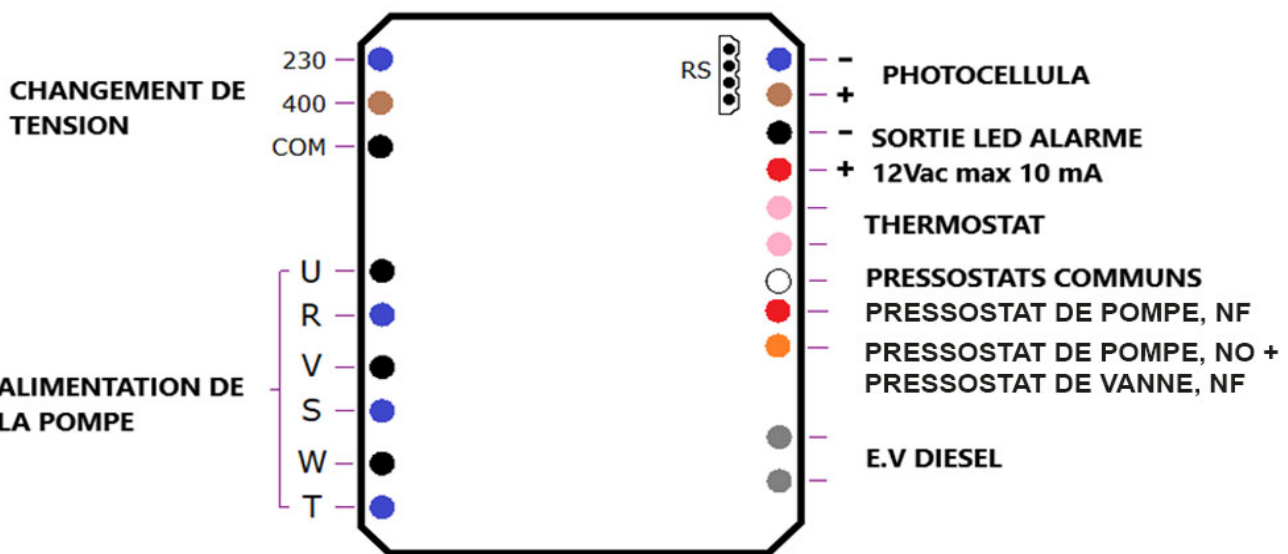 230
400
COM
CHANGEMENT DE
TENSION
U
R
V
S
W
T
ALIMENTATION DE
LA POMPE
RS
-
+
PHOTOCELLULA
-
+
SORTIE LED ALARME
12Vac max 10 mA
THERMOSTAT
PRESSOSTATS COMMUNS
PRESSOSTAT DE POMPE, NF
PRESSOSTAT DE POMPE, NO +
PRESSOSTAT DE VANNE, NF
E.V DIESEL